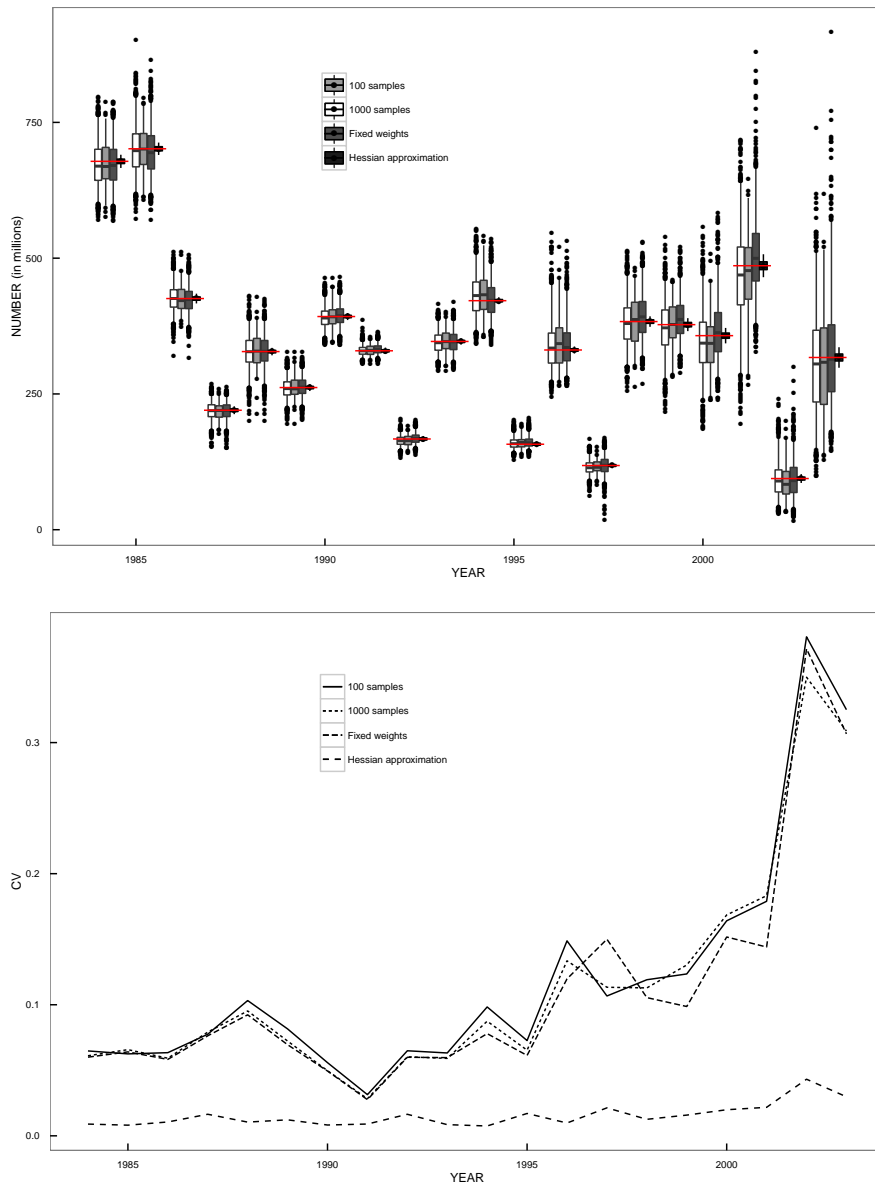 NUMBER (in millions)
750
500
250
0
100 samples
1000 samples
Fixed weights
Hessian approximation
1985
1990
1995
2000
YEAR
CV
0.3
0.2
0.1
0.0
100 samples
1000 samples
Fixed weights
Hessian approximation
1985
1990
1995
2000
YEAR